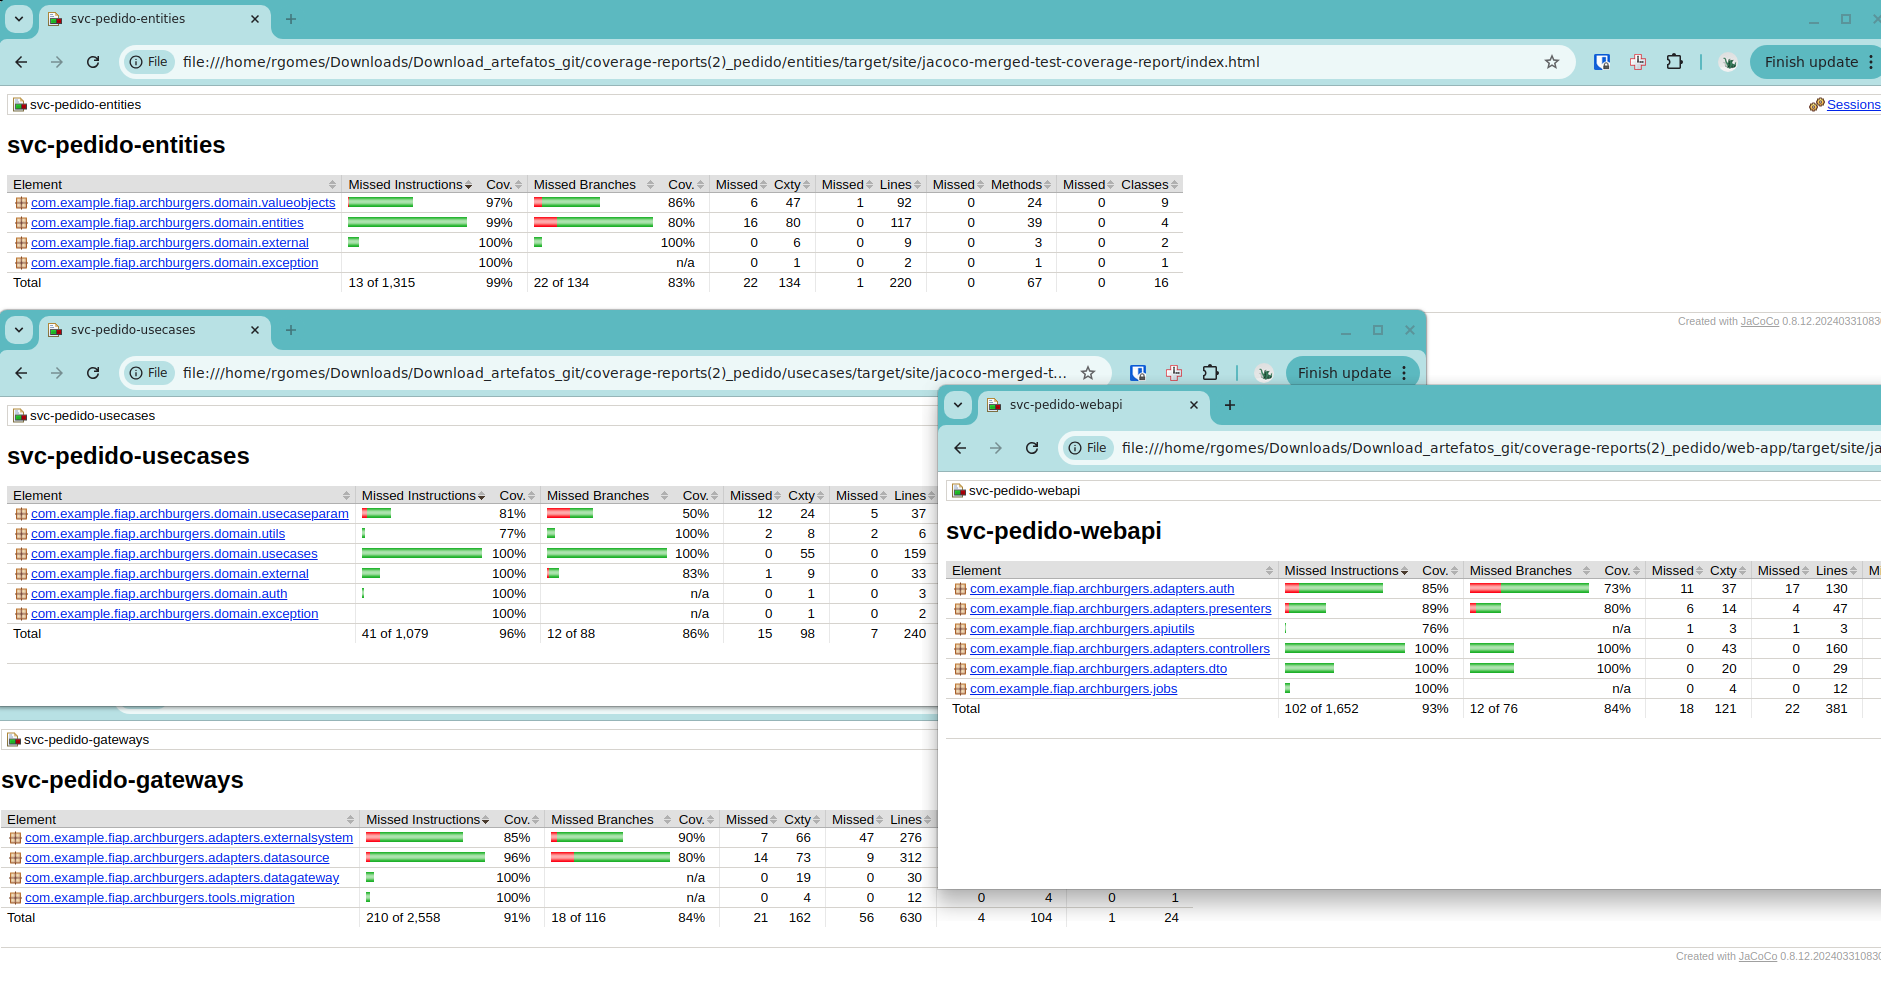 svc-pedido-entities
File file:///home/rgomes/Downloads/Download_artefatos_git/coverage-reports(2)_pedido/entities/target/site/jacoco-merged-test-coverage-report/index.html Finish update
svc-pedido-entities Sessions
svc-pedido-entities
Element Missed Instructions Cov. Missed Branches Cov. Missed Cxty Missed Lines Missed Methods Missed Classes
com.example.fiap.archburgers.domain.valueobjects 97% 86% 6 47 1 92 0 24 0 9
com.example.fiap.archburgers.domain.entities 99% 80% 16 80 0 117 0 39 0 4
com.example.fiap.archburgers.domain.external 100% 100% 0 6 0 9 0 3 0 2
com.example.fiap.archburgers.domain.exception 100% n/a 0 1 0 2 0 1 0 1
Total 13 of 1,315 99% 22 of 134 83% 22 134 1 220 0 67 0 16
Created with JaCoCo 0.8.12.20240331083
svc-pedido-usecases
File file:///home/rgomes/Downloads/Download_artefatos_git/coverage-reports(2)_pedido/usecases/target/site/jacoco-merged-t... Finish update
svc-pedido-usecases
svc-pedido-usecases
Element Missed Instructions Cov. Missed Branches Cov. Missed Cxty Missed Lines
com.example.fiap.archburgers.domain.usecaseparam 81% 50% 12 24 5 37
com.example.fiap.archburgers.domain.utils 77% 100% 2 8 2 6
com.example.fiap.archburgers.domain.usecases 100% 100% 0 55 0 159
com.example.fiap.archburgers.domain.external 100% 83% 1 9 0 33
com.example.fiap.archburgers.domain.auth 100% n/a 0 1 0 3
com.example.fiap.archburgers.domain.exception 100% n/a 0 1 0 2
Total 41 of 1,079 96% 12 of 88 86% 15 98 7 240
svc-pedido-webapi
File file:///home/rgomes/Downloads/Download_artefatos_git/coverage-reports(2)_pedido/web-app/target/site/ja
svc-pedido-webapi
svc-pedido-webapi
Element Missed Instructions Cov. Missed Branches Cov. Missed Cxty Missed Lines M
com.example.fiap.archburgers.adapters.auth 85% 73% 11 37 17 130
com.example.fiap.archburgers.adapters.presenters 89% 80% 6 14 4 47
com.example.fiap.archburgers.apiutils 76% n/a 1 3 1 3
com.example.fiap.archburgers.adapters.controllers 100% 100% 0 43 0 160
com.example.fiap.archburgers.adapters.dto 100% 100% 0 20 0 29
com.example.fiap.archburgers.jobs 100% n/a 0 4 0 12
Total 102 of 1,652 93% 12 of 76 84% 18 121 22 381
svc-pedido-gateways
svc-pedido-gateways
Element Missed Instructions Cov. Missed Branches Cov. Missed Cxty Missed Lines
com.example.fiap.archburgers.adapters.externalsystem 85% 90% 7 66 47 276
com.example.fiap.archburgers.adapters.datasource 96% 80% 14 73 9 312
com.example.fiap.archburgers.adapters.datagateway 100% n/a 0 19 0 30
com.example.fiap.archburgers.tools.migration 100% n/a 0 4 0 12 0 4 0 1
Total 210 of 2,558 91% 18 of 116 84% 21 162 56 630 4 104 1 24
Created with JaCoCo 0.8.12.20240331083